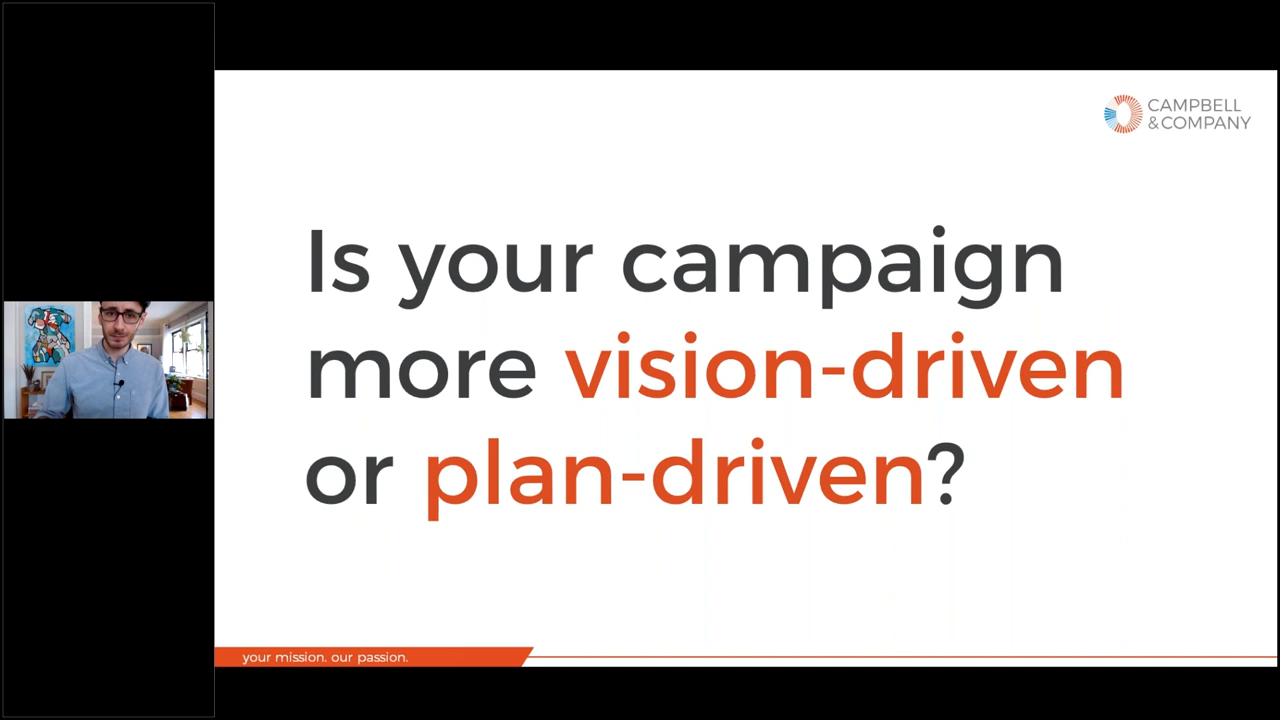 CAMPBELL
&COMPANY
Is your campaign
more vision-driven
or plan-driven?
your mission. our passion.